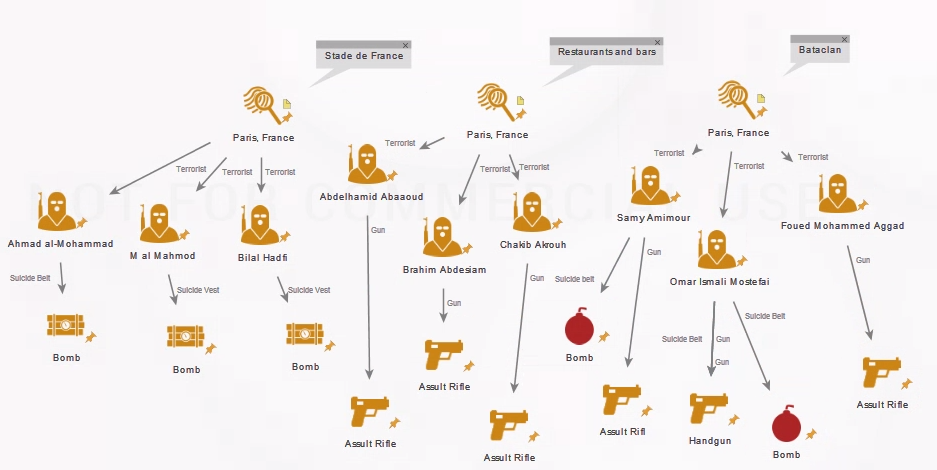 Stade de France
Restaurants and bars
Bataclan
Paris, France
Paris, France
Paris, France
Terrorist
Terrorist
Terrorist
Terrorist
Terrorist
Terrorist
Terrorist
Terrorist
Terrorist
Abdelhamid Abaaoud
Ahmad al-Mohammad
M al Mahmod
Bilal Hadfi
Brahim Abdesiam
Chakib Akrouh
Samy Amimour
Omar Ismali Mostefai
Foued Mohammed Aggad
Suicide Belt
Suicide Vest
Suicide Vest
Gun
Gun
Gun
Suicide belt
Gun
Suicide Belt
Gun
Gun
Suicide Belt
Gun
Bomb
Bomb
Bomb
Assult Rifle
Assult Rifle
Assult Rifle
Bomb
Assult Rifl
Handgun
Bomb
Assult Rifle
NOT FOR COMMERCIAL USE